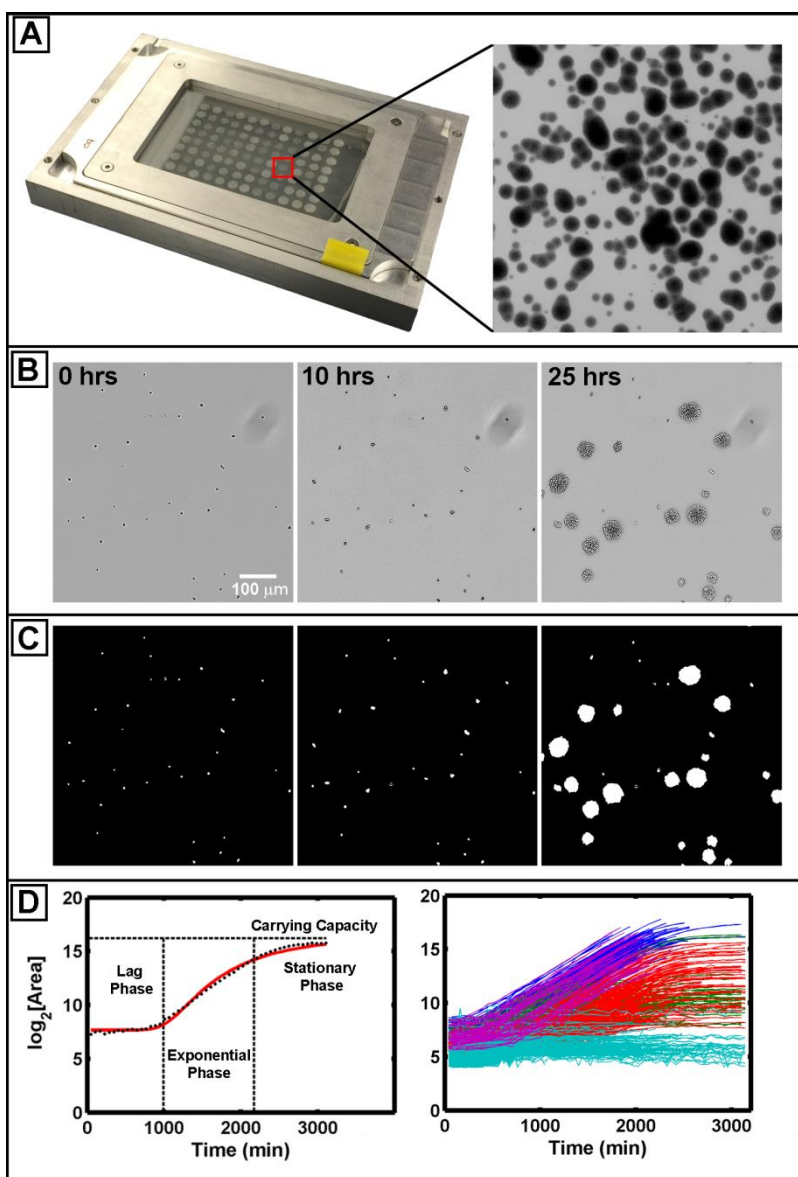 A
B
0 hrs
10 hrs
25 hrs
100 μm
C
D
20
15
10
5
0
log2[Area]
Carrying Capacity
Lag
Phase
Stationary
Phase
Exponential
Phase
0
1000
2000
3000
Time (min)
20
15
10
5
0
0
1000
2000
3000
Time (min)